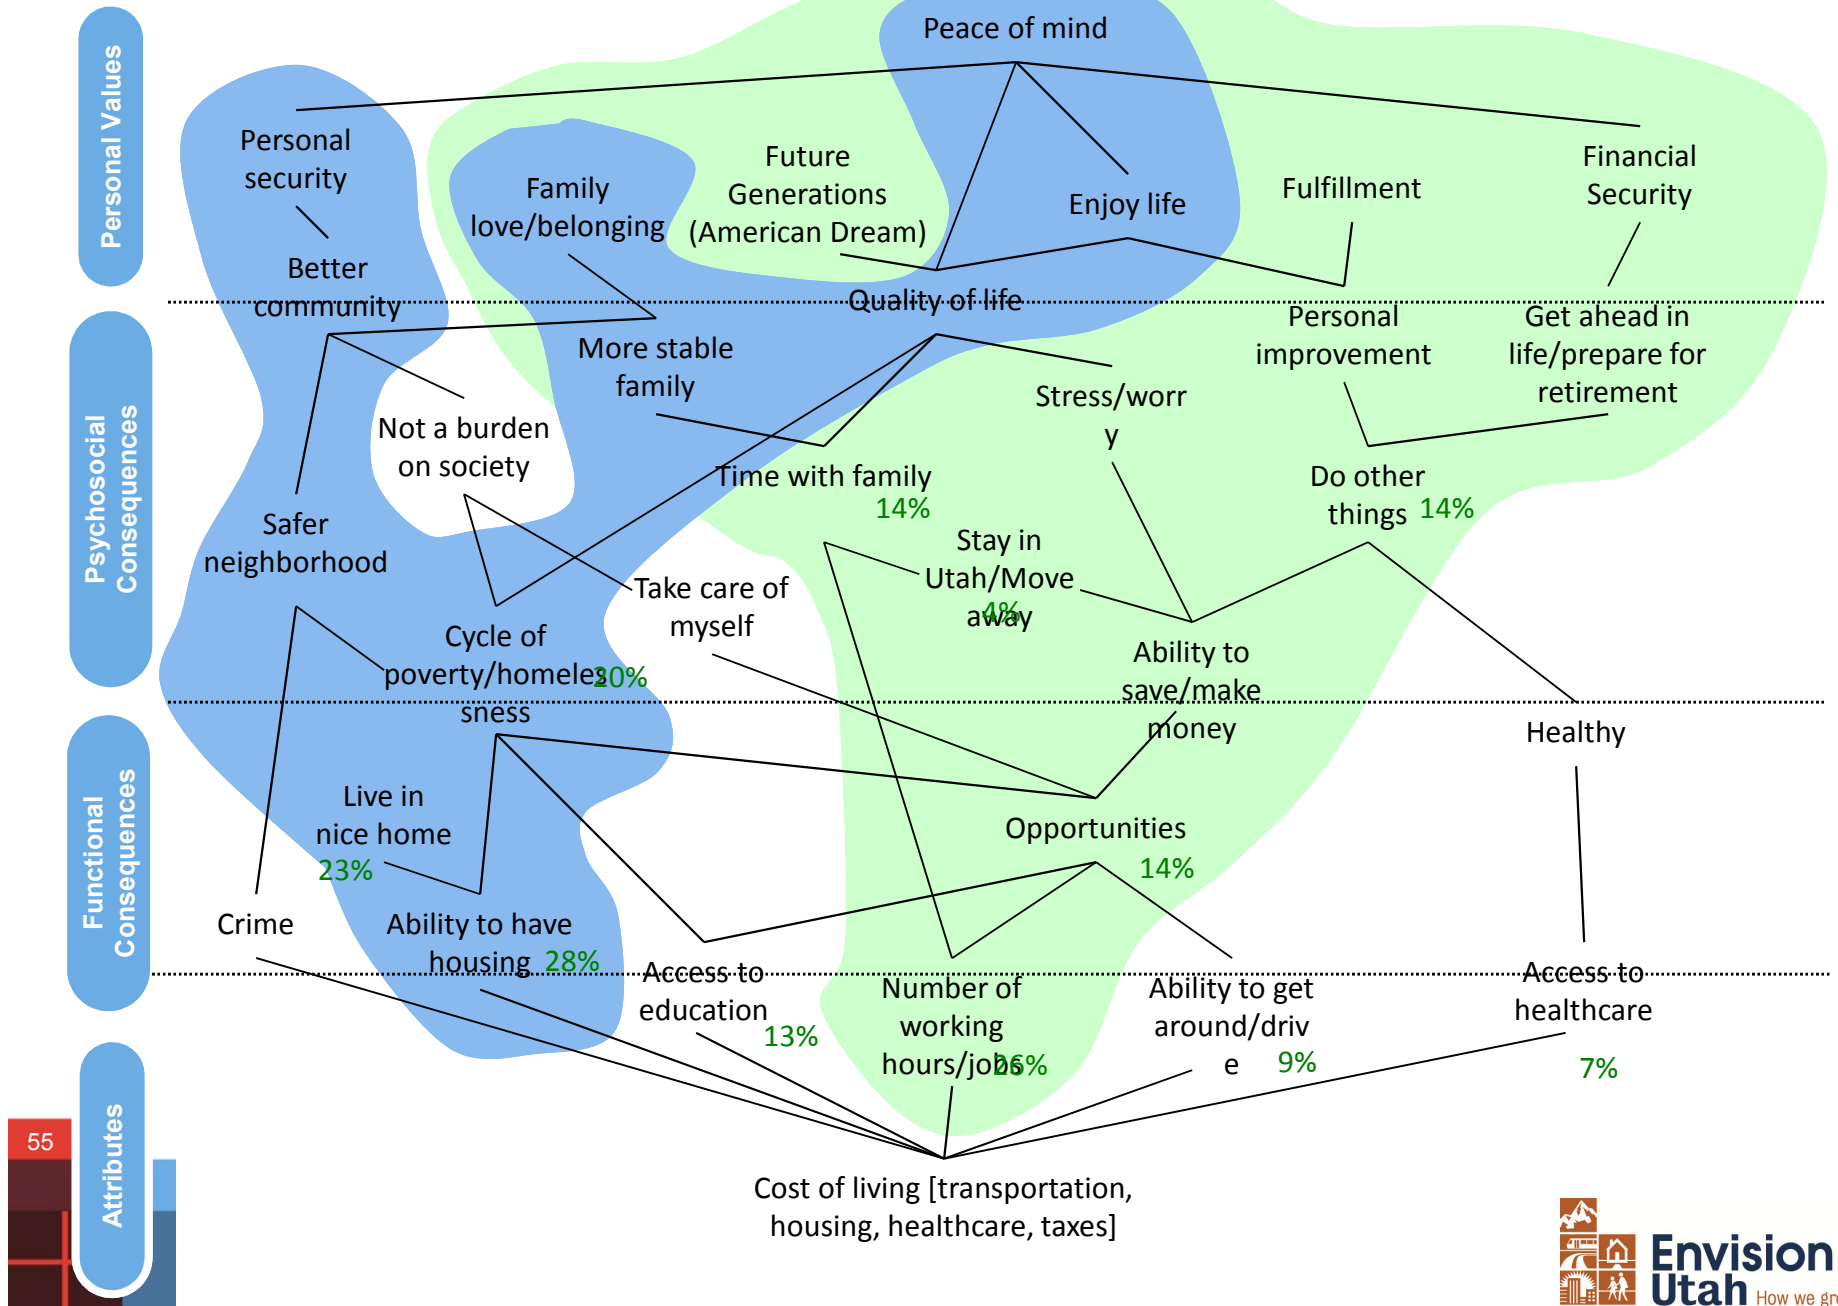 Personal Values
Psychosocial
Consequences
Functional
Consequences
Attributes
55
Peace of mind
Personal
security
Better
community
Family
love/belonging
Future
Generations
(American Dream)
Enjoy life
Fulfillment
Financial
Security
Quality of life
More stable
family
Personal
improvement
Get ahead in
life/prepare for
retirement
Stress/worr
y
Not a burden
on society
Time with family
14%
Do other
things 14%
Safer
neighborhood
Stay in
Utah/Move
away
4%
Take care of
myself
Cycle of
poverty/homeles
sness
20%
Ability to
save/make
money
Healthy
Live in
nice home
23%
Opportunities
14%
Crime
Ability to have
housing 28%
Access to
education
13%
Number of
working
hours/jobs
26%
Ability to get
around/driv
e 9%
Access to
healthcare
7%
Cost of living [transportation,
housing, healthcare, taxes]
Envision
Utah How we gr